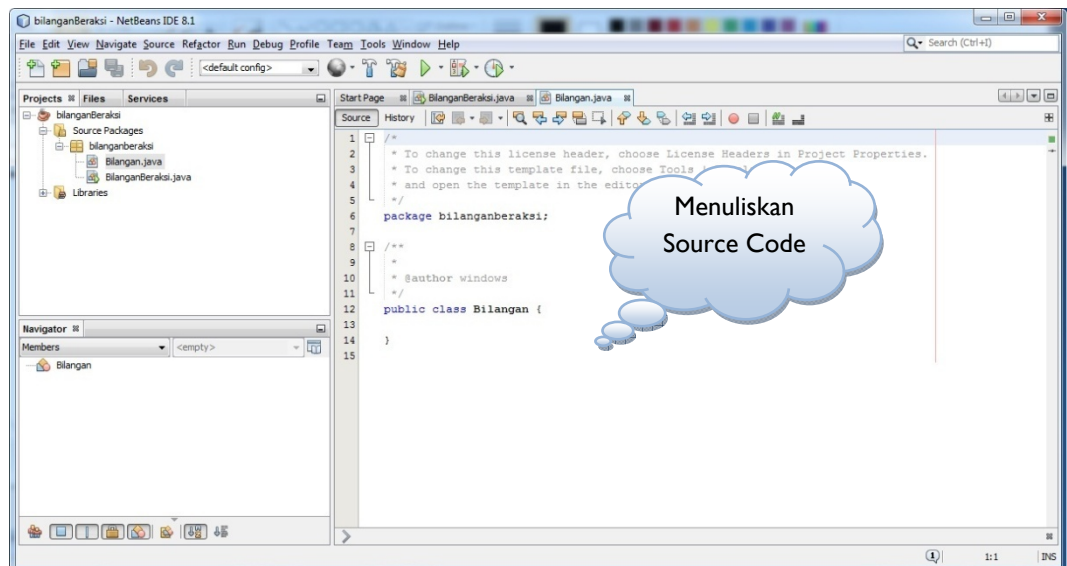 bilanganBeraksi - NetBeans IDE 8.1
File Edit View Navigate Source Refactor Run Debug Profile Team Tools Window Help
Search (Ctrl+I)
<default config>
Projects Files Services
bilanganBeraksi
Source Packages
bilanganberaksi
Bilangan.java
BilanganBeraksi.java
Libraries
Navigator
Members
<empty>
Bilangan
Start Page BilanganBeraksi.java Bilangan.java
Source History
1 /*
2 * To change this license header, choose License Headers in Project Properties.
3 * To change this template file, choose Tools
4 * and open the template in the editor
5 */
6 package bilanganberaksi;
7
8 /**
9 *
10 * @author windows
11 */
12 public class Bilangan {
13
14 }
15
Menuliskan
Source Code
1 1:1 INS